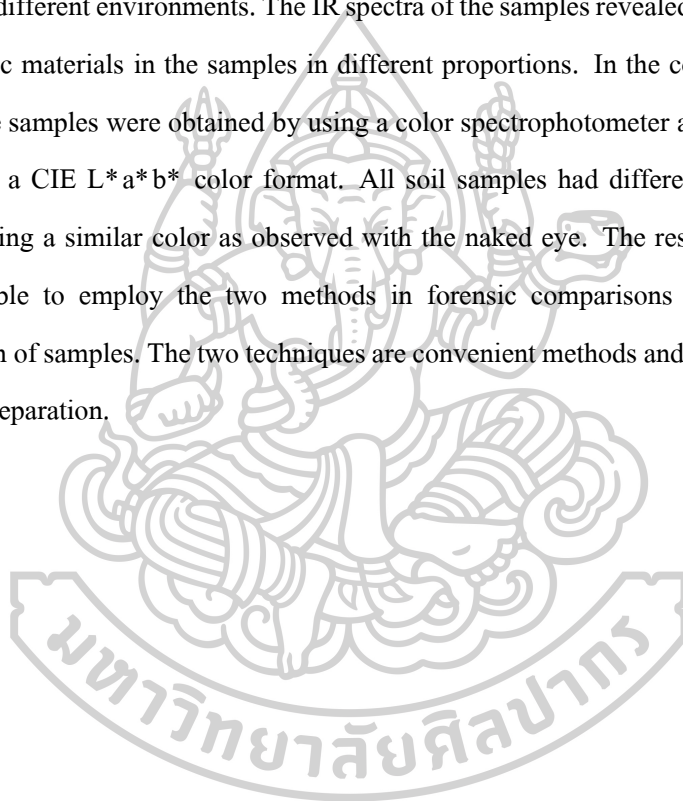 different environments. The IR spectra of the samples revealed
c materials in the samples in different proportions. In the c
samples were obtained by using a color spectrophotometer a
a CIE L*a*b* color format. All soil samples had differe
ing a similar color as observed with the naked eye. The res
ble to employ the two methods in forensic comparisons
of samples. The two techniques are convenient methods and
eparation.
มหาวิทยาลัยศิลปากร